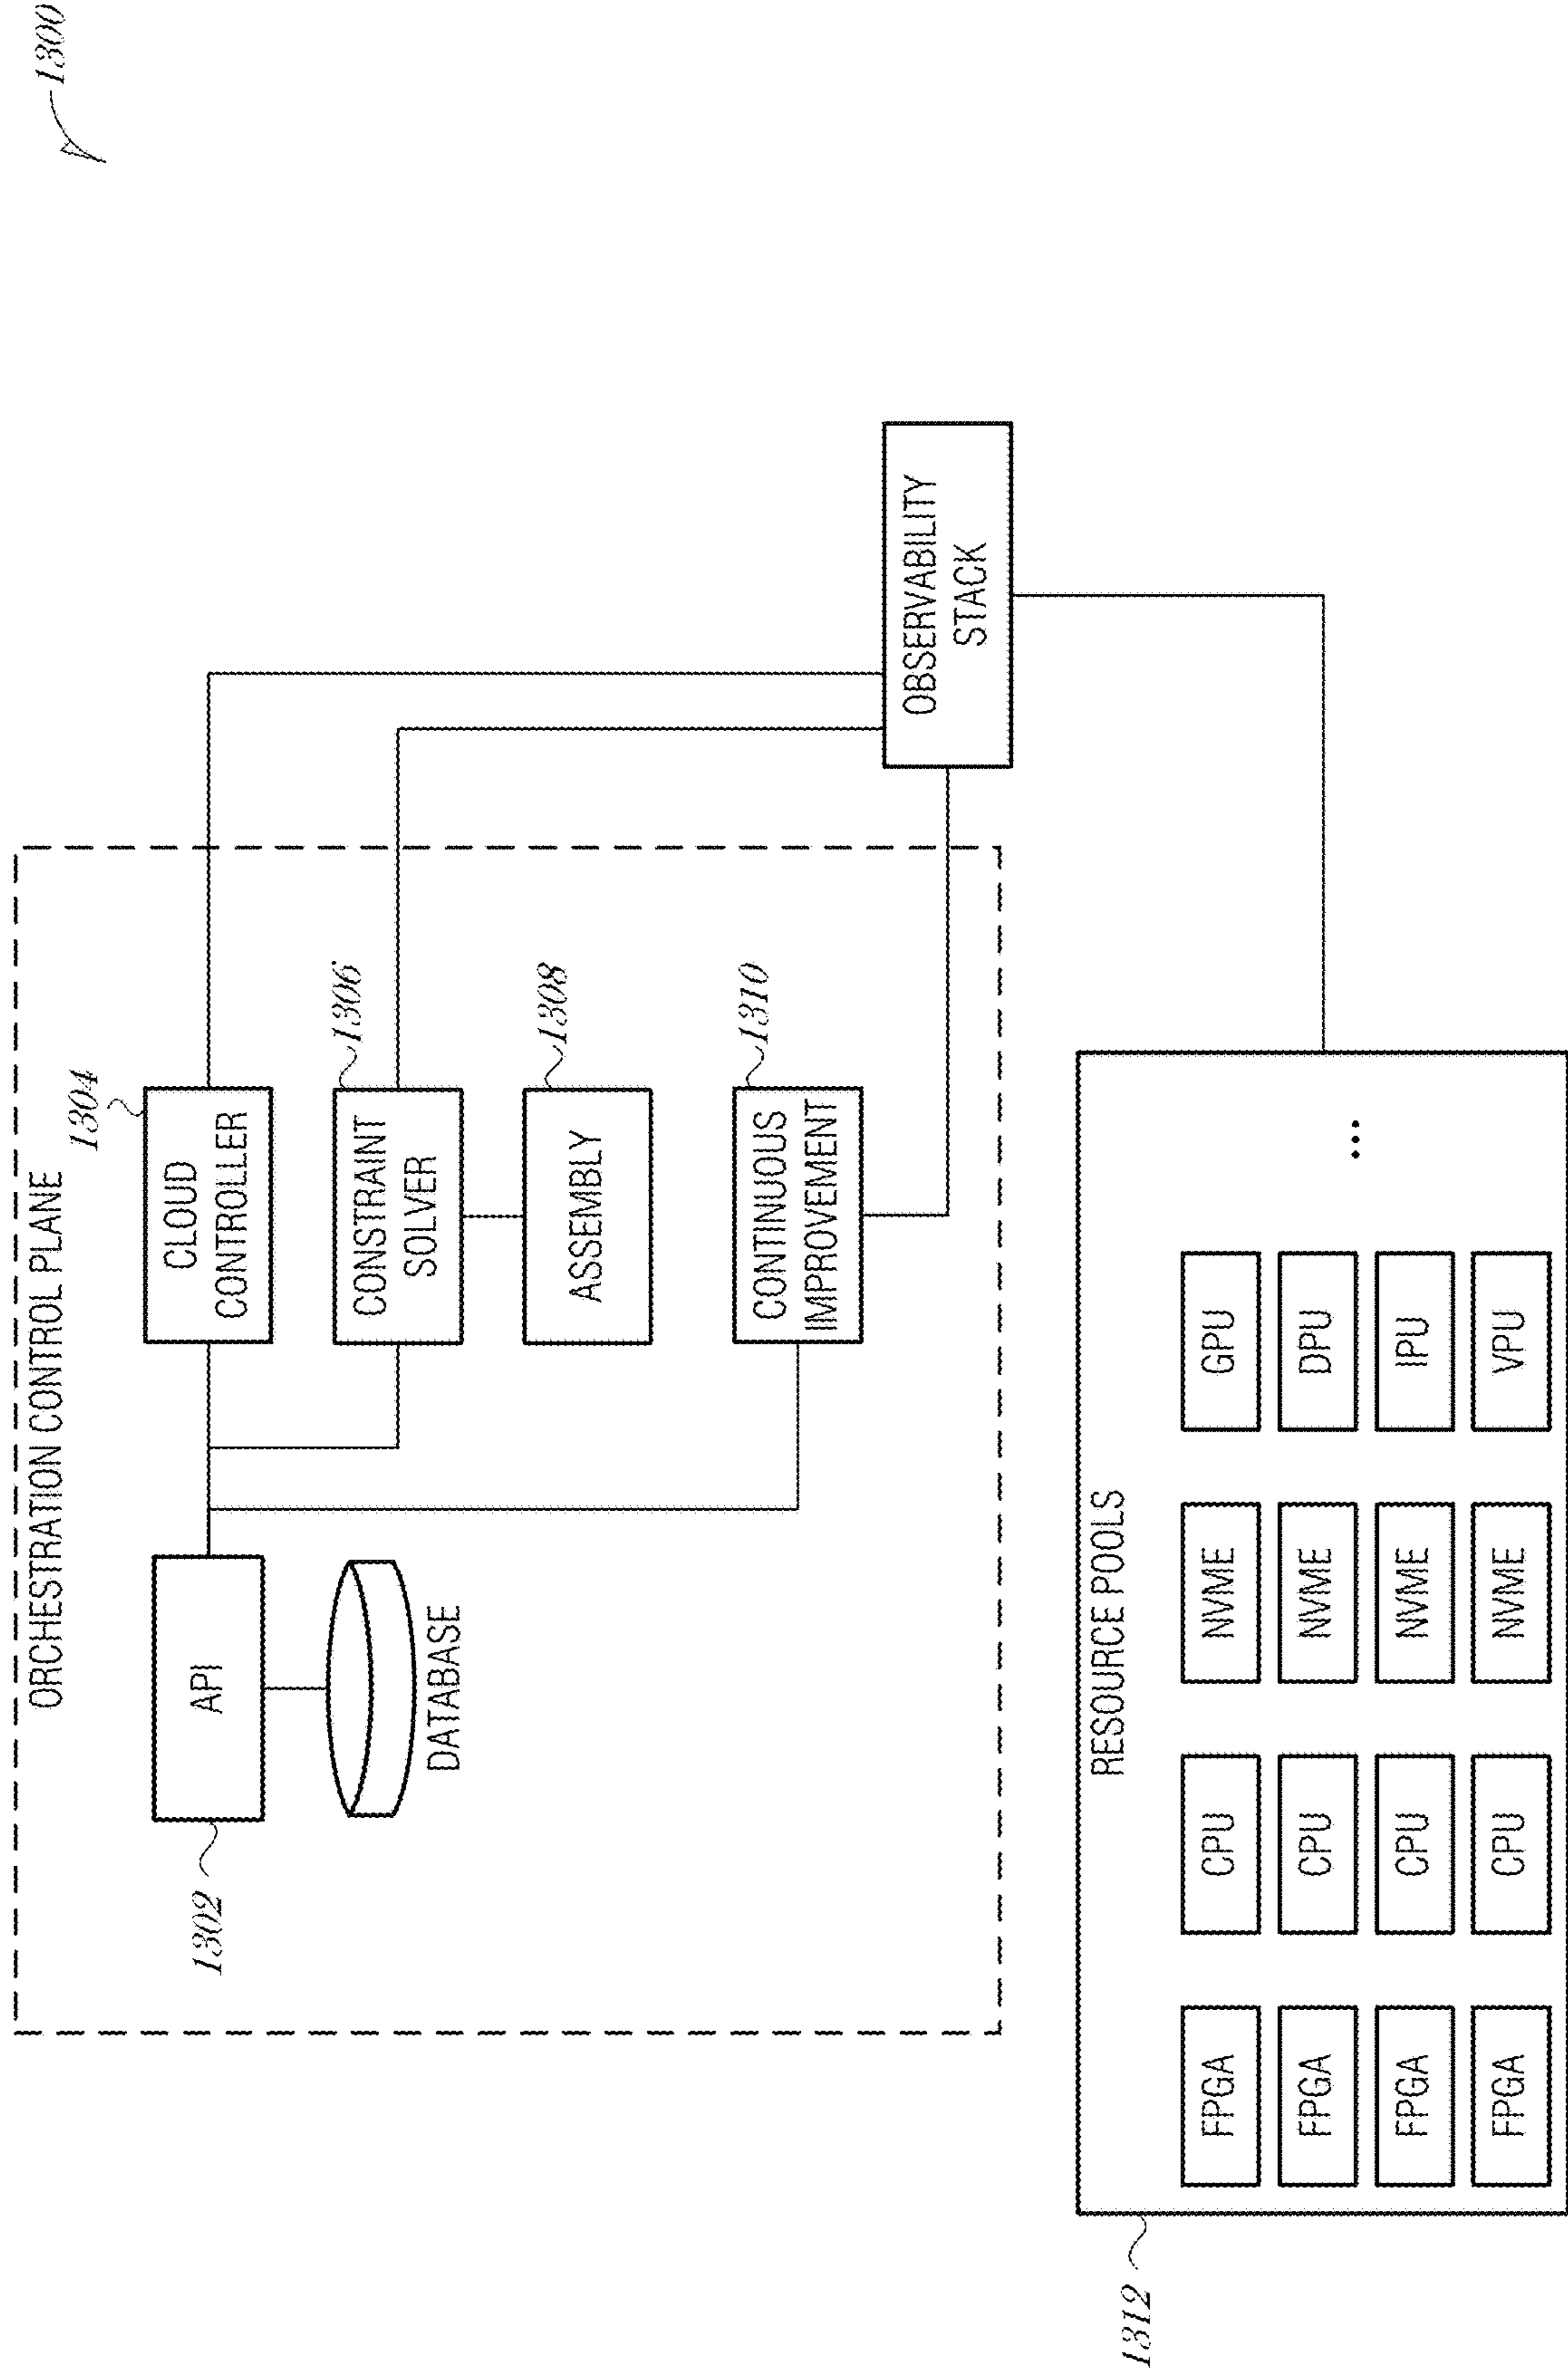 1300
ORCHESTRATION CONTROL PLANE
1302
API
DATABASE
1304
CLOUD
CONTROLLER
1306
CONSTRAINT
SOLVER
1308
ASSEMBLY
1310
CONTINUOUS
IMPROVEMENT
OBSERVABILITY
STACK
1312
RESOURCE POOLS
FPGA
CPU
NVME
GPU
FPGA
CPU
NVME
DPU
...
FPGA
CPU
NVME
IPU
FPGA
CPU
NVME
VPU